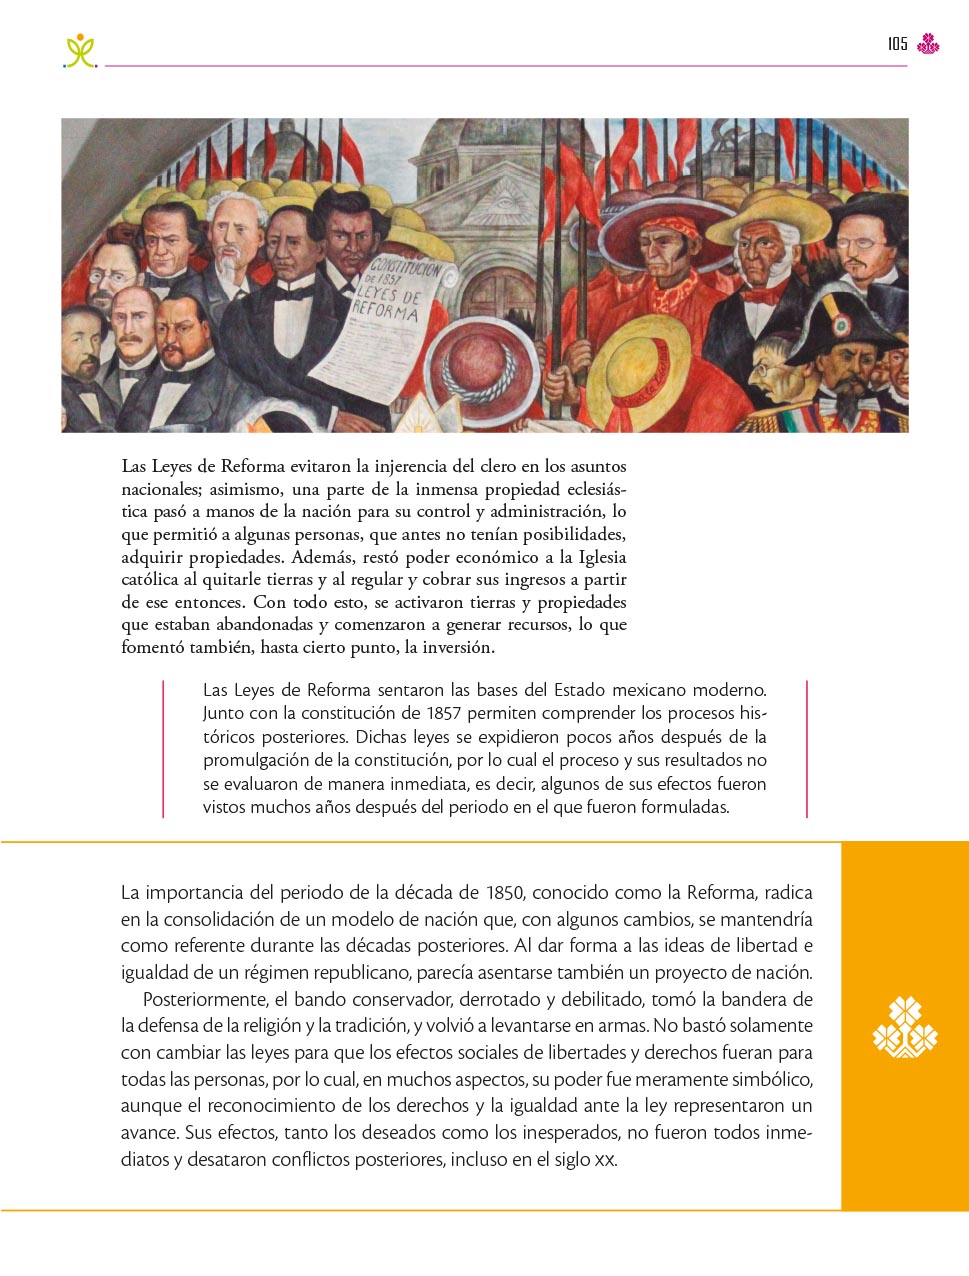 105
CONSTITUCIÓN
DE 1857
LEYES DE
REFORMA
Las Leyes de Reforma evitaron la injerencia del clero en los asuntos
nacionales; asimismo, una parte de la inmensa propiedad eclesiás-
tica pasó a manos de la nación para su control y administración, lo
que permitió a algunas personas, que antes no tenían posibilidades,
adquirir propiedades. Además, restó poder económico a la Iglesia
católica al quitarle tierras y al regular y cobrar sus ingresos a partir
de ese entonces. Con todo esto, se activaron tierras y propiedades
que estaban abandonadas y comenzaron a generar recursos, lo que
fomentó también, hasta cierto punto, la inversión.
Las Leyes de Reforma sentaron las bases del Estado mexicano moderno.
Junto con la constitución de 1857 permiten comprender los procesos his-
tóricos posteriores. Dichas leyes se expidieron pocos años después de la
promulgación de la constitución, por lo cual el proceso y sus resultados no
se evaluaron de manera inmediata, es decir, algunos de sus efectos fueron
vistos muchos años después del periodo en el que fueron formuladas.
La importancia del periodo de la década de 1850, conocido como la Reforma, radica
en la consolidación de un modelo de nación que, con algunos cambios, se mantendría
como referente durante las décadas posteriores. Al dar forma a las ideas de libertad e
igualdad de un régimen republicano, parecía asentarse también un proyecto de nación.
Posteriormente, el bando conservador, derrotado y debilitado, tomó la bandera de
la defensa de la religión y la tradición, y volvió a levantarse en armas. No bastó solamente
con cambiar las leyes para que los efectos sociales de libertades y derechos fueran para
todas las personas, por lo cual, en muchos aspectos, su poder fue meramente simbólico,
aunque el reconocimiento de los derechos y la igualdad ante la ley representaron un
avance. Sus efectos, tanto los deseados como los inesperados, no fueron todos inme-
diatos y desataron conflictos posteriores, incluso en el siglo XX.